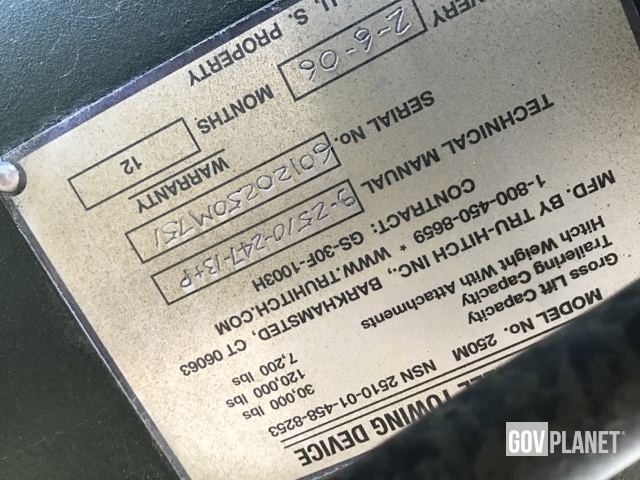 TOWING DEVICE
MODEL No. 250M NSN 2510-01-458-8253
Gross Lift Capacity 30,000 lbs
Trailering Capacity 120,000 lbs
Hitch Weight With Attachments 7,200 lbs
MFD. BY TRU-HITCH INC., BARKHAMSTED, CT 06063
1-800-450-8659 * WWW.TRUHITCH.COM
CONTRACT: GS-30F-1003H
TECHNICAL MANUAL 9-2510-247-13+P
SERIAL NO. 60120250M751
WARRANTY
MONTHS 12
2-6-06
U. S. PROPERTY
GOVPLANET